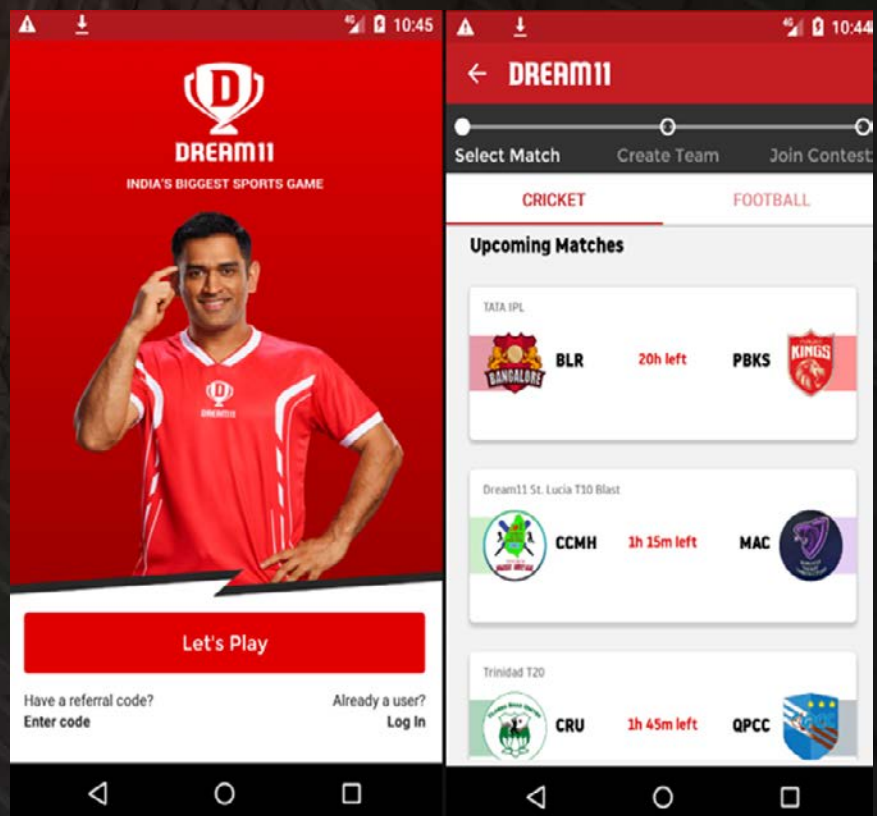 4G 10:45
D
DREAM11
INDIA'S BIGGEST SPORTS GAME
DREAM11
Let's Play
Have a referral code?
Enter code
Already a user?
Log In
4G 10:44
DREAM11
Select Match Create Team Join Contest
CRICKET FOOTBALL
Upcoming Matches
TATA IPL
BANGALORE BLR 20h left PBKS KINGS
Dream11 St. Lucia T10 Blast
CCMH 1h 15m left MAC
Trinidad T20
CRU 1h 45m left QPCC